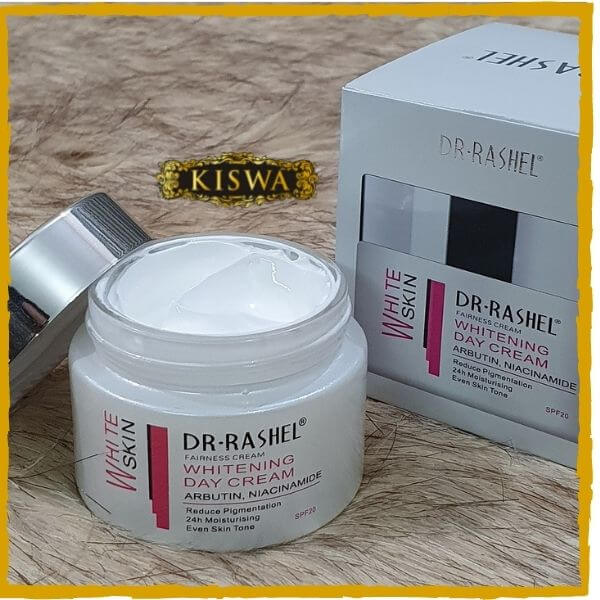 KISWA
RASHEL®
DR·RASHEL®
WHITE
SKIN
DR·RASHEL®
FAIRNESS CREAM
WHITENING
DAY CREAM
ARBUTIN, NIACINAMIDE
Reduce Pigmentation
24h Moisturising
Even Skin Tone
SPF20
WHITE
SKIN
DR·RASHEL®
FAIRNESS CREAM
WHITENING
DAY CREAM
ARBUTIN, NIACINAMIDE
Reduce Pigmentation
24h Moisturising
Even Skin Tone
SPF20